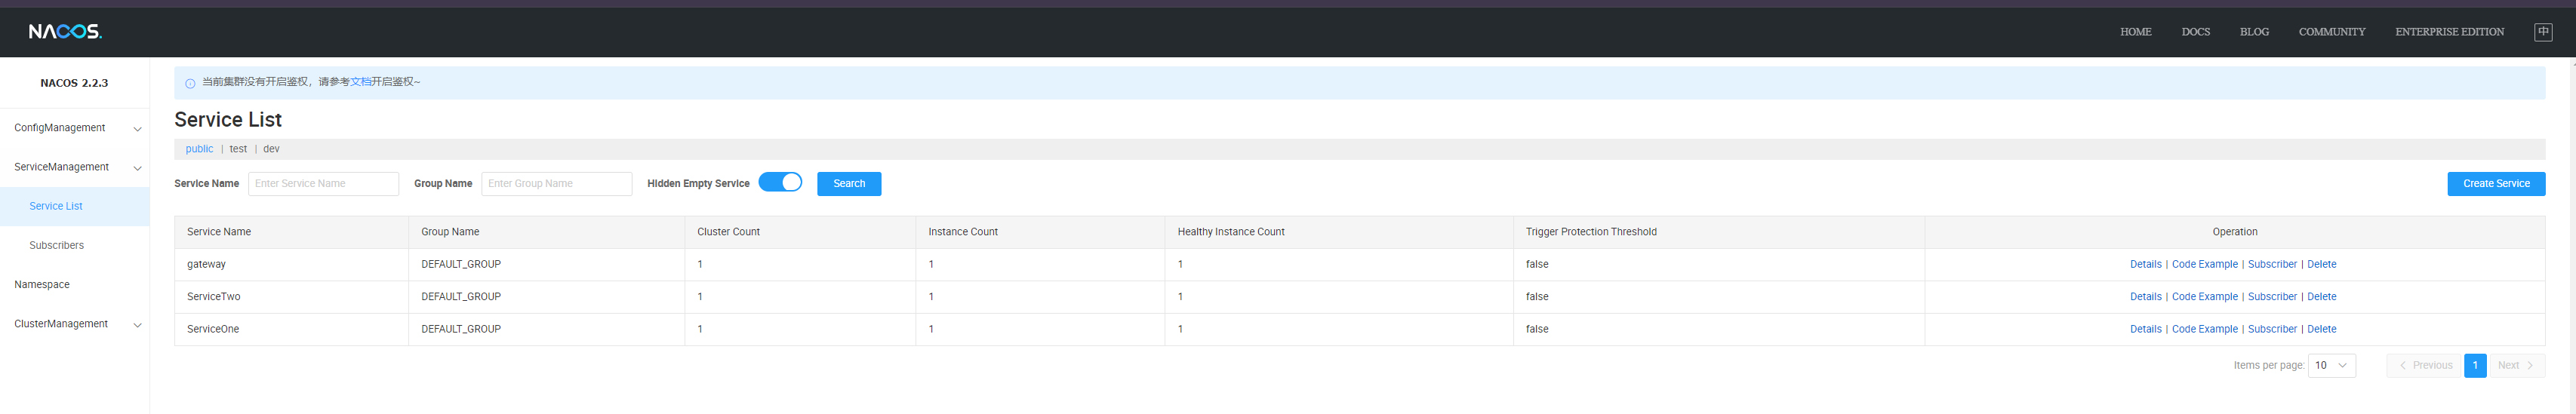 NACOS.
HOME DOCS BLOG COMMUNITY ENTERPRISE EDITION 中
NACOS 2.2.3
ConfigManagement
ServiceManagement
Service List
Subscribers
Namespace
ClusterManagement
当前集群没有开启鉴权，请参考文档开启鉴权~
Service List
public | test | dev
Service Name Enter Service Name Group Name Enter Group Name Hidden Empty Service Search Create Service
Service Name Group Name Cluster Count Instance Count Healthy Instance Count Trigger Protection Threshold Operation
gateway DEFAULT_GROUP 1 1 1 false Details | Code Example | Subscriber | Delete
ServiceTwo DEFAULT_GROUP 1 1 1 false Details | Code Example | Subscriber | Delete
ServiceOne DEFAULT_GROUP 1 1 1 false Details | Code Example | Subscriber | Delete
Items per page: 10 Previous 1 Next